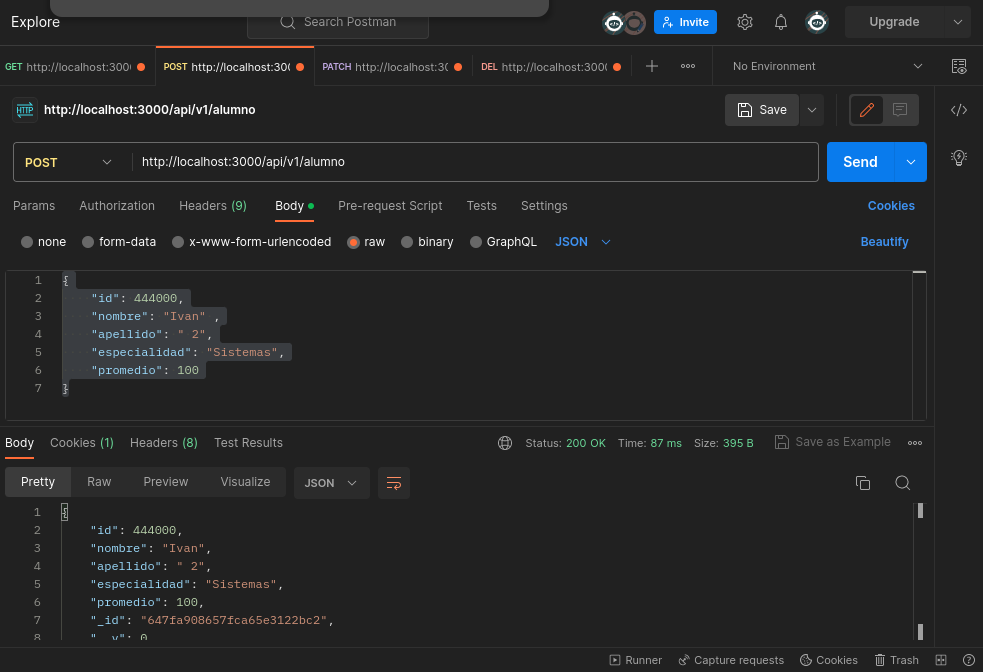 Explore
Search Postman
Invite
Upgrade
GET http://localhost:300
POST http://localhost:300
PATCH http://localhost:3
DEL http://localhost:300
No Environment
HTTP
http://localhost:3000/api/v1/alumno
Save
POST
http://localhost:3000/api/v1/alumno
Send
Params
Authorization
Headers (9)
Body
Pre-request Script
Tests
Settings
Cookies
none
form-data
x-www-form-urlencoded
raw
binary
GraphQL
JSON
Beautify
1 {
2 "id": 444000,
3 "nombre": "Ivan" ,
4 "apellido": " 2",
5 "especialidad": "Sistemas",
6 "promedio": 100
7 }
Body
Cookies (1)
Headers (8)
Test Results
Status: 200 OK
Time: 87 ms
Size: 395 B
Save as Example
Pretty
Raw
Preview
Visualize
JSON
1 {
2 "id": 444000,
3 "nombre": "Ivan",
4 "apellido": " 2",
5 "especialidad": "Sistemas",
6 "promedio": 100,
7 "_id": "647fa908657fca65e3122bc2",
8 "__v": 0
Runner
Capture requests
Cookies
Trash